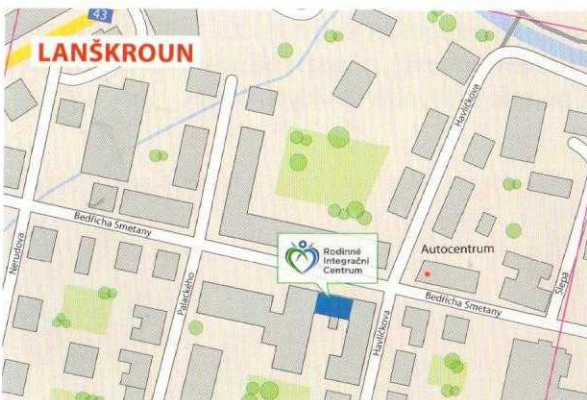 43
LANŠKROUN
Havlíčkova
Bedřicha Smetany
Nerudova
Palackého
Rodinné
Integrační
Centrum
Autocentrum
Slepá
Bedřicha Smetany
Havlíčkova